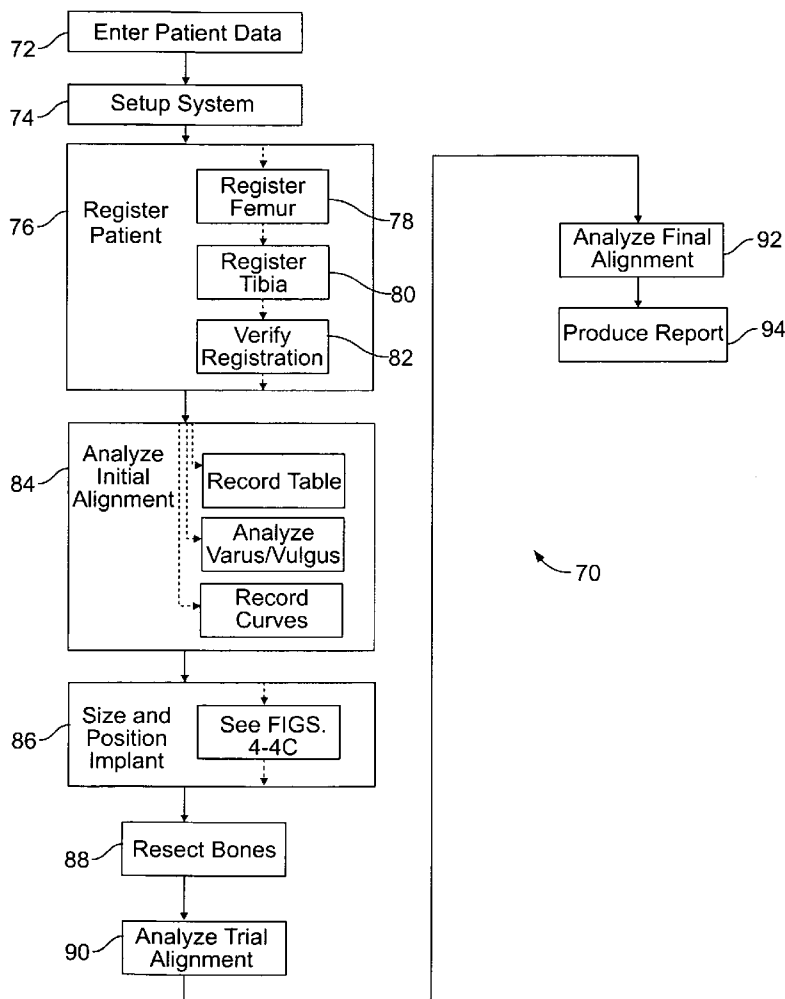 72
Enter Patient Data
74
Setup System
76
Register
Patient
Register
Femur
78
Register
Tibia
80
Verify
Registration
82
84
Analyze
Initial
Alignment
Record Table
Analyze
Varus/Vulgus
Record
Curves
86
Size and
Position
Implant
See FIGS.
4-4C
88
Resect Bones
90
Analyze Trial
Alignment
Analyze Final
Alignment
92
Produce Report
94
70